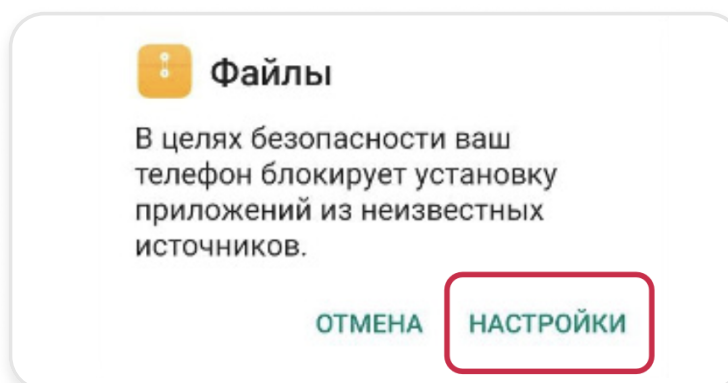 Файлы
В целях безопасности ваш
телефон блокирует установку
приложений из неизвестных
источников.
ОТМЕНА НАСТРОЙКИ